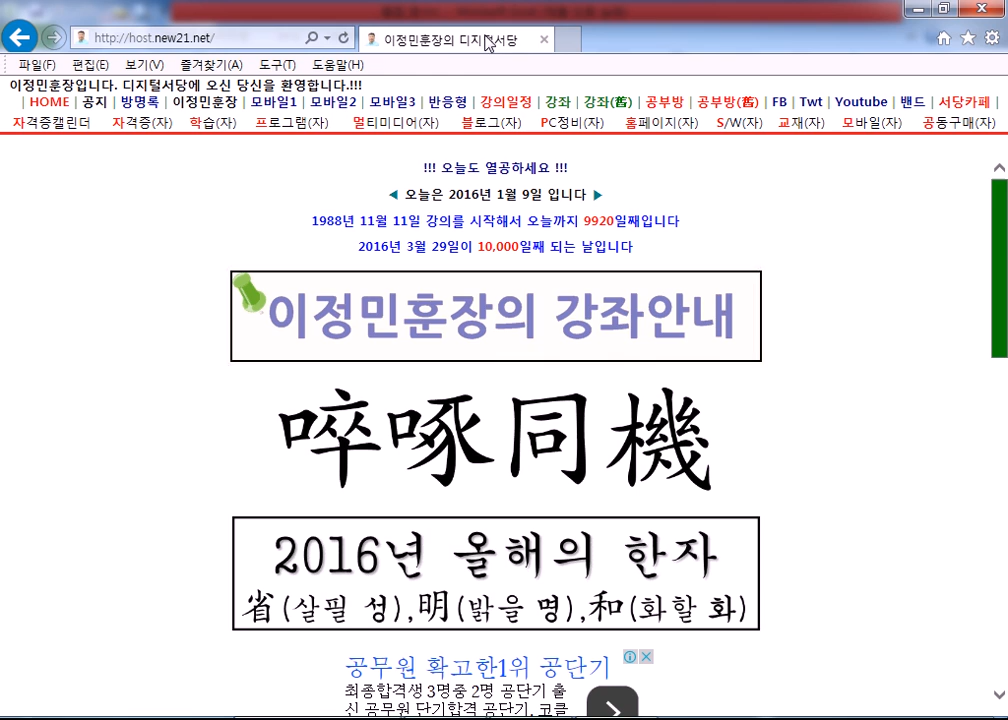 http://host.new21.net/
이정민훈장의 디지털서당
파일(F) 편집(E) 보기(V) 즐겨찾기(A) 도구(T) 도움말(H)
이정민훈장입니다. 디지털서당에 오신 당신을 환영합니다.!!!
| HOME | 공지 | 방명록 | 이정민훈장 | 모바일1 | 모바일2 | 모바일3 | 반응형 | 강의일정 | 강좌 | 강좌(舊) | 공부방 | 공부방(舊) | FB | Twt | Youtube | 밴드 | 서당카페 |
자격증캘린더 자격증(자) 학습(자) 프로그램(자) 멀티미디어(자) 블로그(자) PC정비(자) 홈페이지(자) S/W(자) 교재(자) 모바일(자) 공동구매(자)
!!! 오늘도 열공하세요 !!!
◀ 오늘은 2016년 1월 9일 입니다 ▶
1988년 11월 11일 강의를 시작해서 오늘까지 9920일째입니다
2016년 3월 29일이 10,000일째 되는 날입니다
이정민훈장의 강좌안내
啐啄同機
2016년 올해의 한자
省(살필 성),明(밝을 명),和(화할 화)
공무원 확고한1위 공단기
최종합격생 3명중 2명 공단기 출
신 공무원 단기합격 공단기. 코클